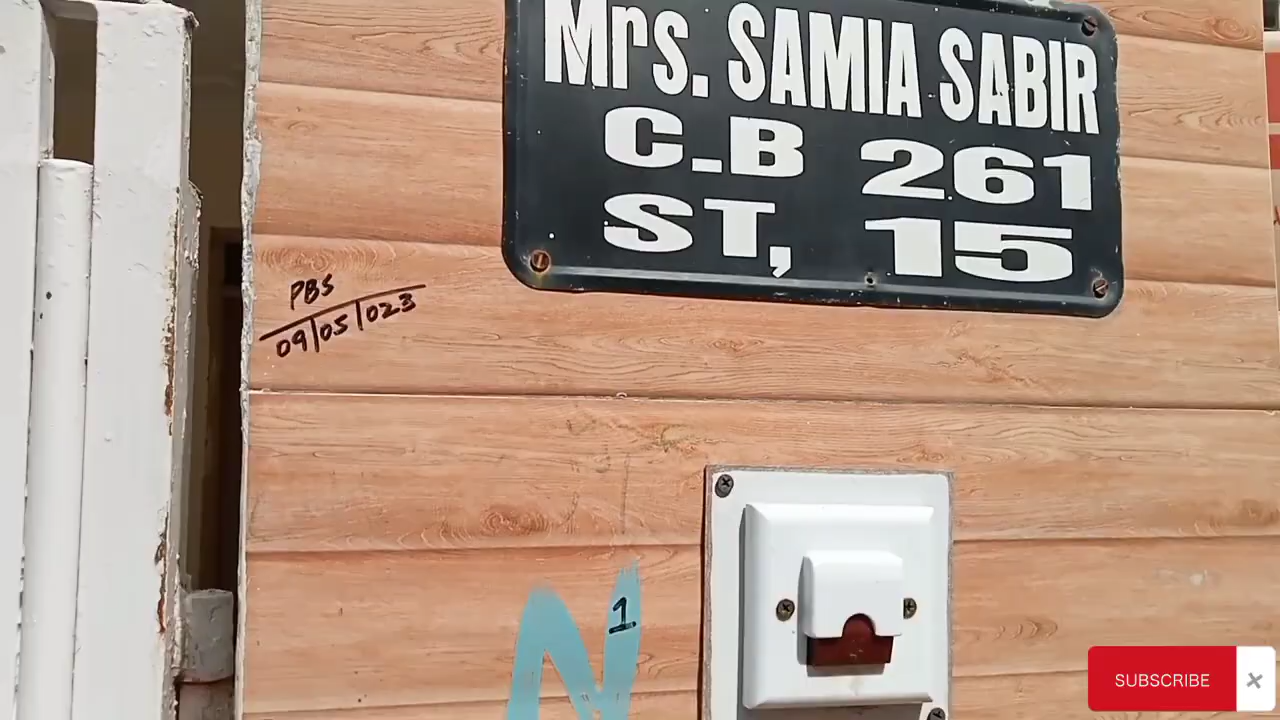 Mrs. SAMIA SABIR
C.B 261
ST, 15
PBS
09/05/023
N
1
SUBSCRIBE